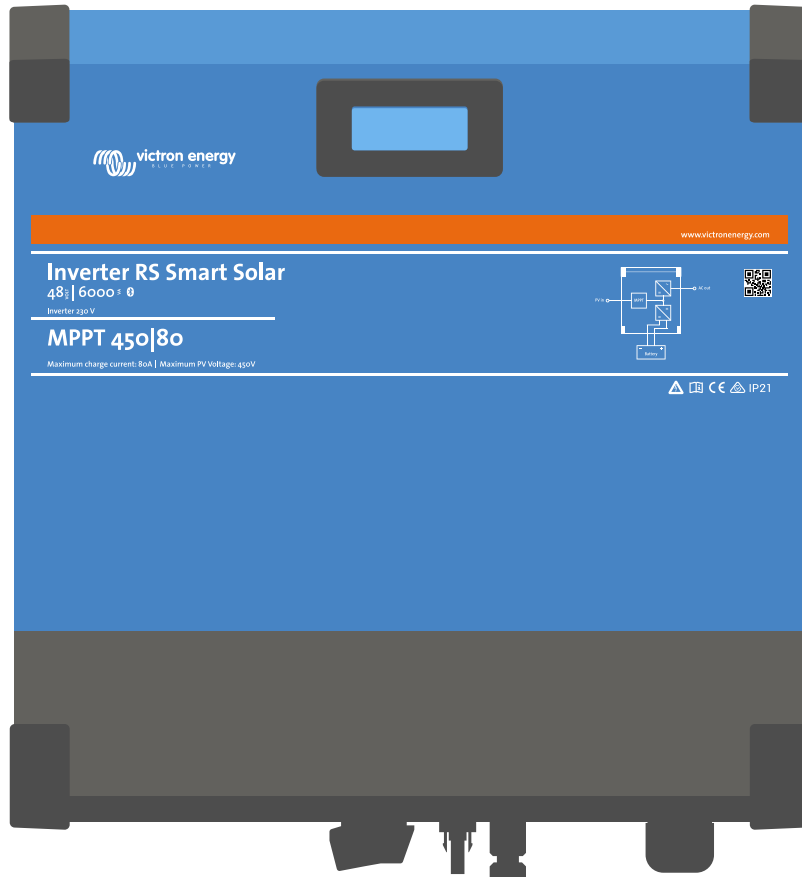 victron energy
BLUE POWER
www.victronenergy.com
Inverter RS Smart Solar
48 | 6000
Inverter 230 V
MPPT 450|80
Maximum charge current: 80A | Maximum PV Voltage: 450V
PV in
MPPT
AC out
Battery
CE IP21